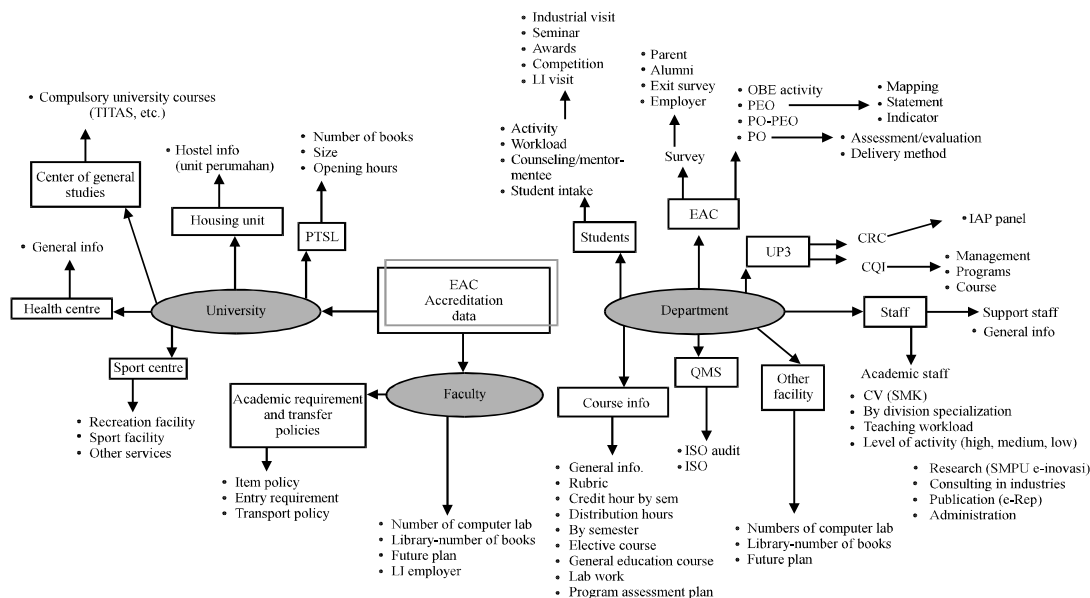 • Compulsory university courses
(TITAS, etc.)
Center of general
studies
• Hostel info
(unit perumahan)
Housing unit
• Number of books
• Size
• Opening hours
PTSL
• General info
Health centre
University
EAC
Accreditation
data
Sport centre
• Recreation facility
• Sport facility
• Other services
Faculty
Academic requirement
and transfer
policies
• Item policy
• Entry requirement
• Transport policy
• Number of computer lab
• Library-number of books
• Future plan
• LI employer
• Industrial visit
• Seminar
• Awards
• Competition
• LI visit
• Activity
• Workload
• Counseling/mentor-
mentee
• Student intake
Students
• Parent
• Alumni
• Exit survey
• Employer
Survey
EAC
• OBE activity
• PEO
• PO-PEO
• PO
• Mapping
• Statement
• Indicator
• Assessment/evaluation
• Delivery method
UP3
CRC
• IAP panel
CQI
• Management
• Programs
• Course
Department
Staff
• Support staff
• General info
Academic staff
• CV (SMK)
• By division specialization
• Teaching workload
• Level of activity (high, medium, low)
• Research (SMPU e-inovasi)
• Consulting in industries
• Publication (e-Rep)
• Administration
Course info
• General info.
• Rubric
• Credit hour by sem
• Distribution hours
• By semester
• Elective course
• General education course
• Lab work
• Program assessment plan
QMS
• ISO audit
• ISO
Other
facility
• Numbers of computer lab
• Library-number of books
• Future plan